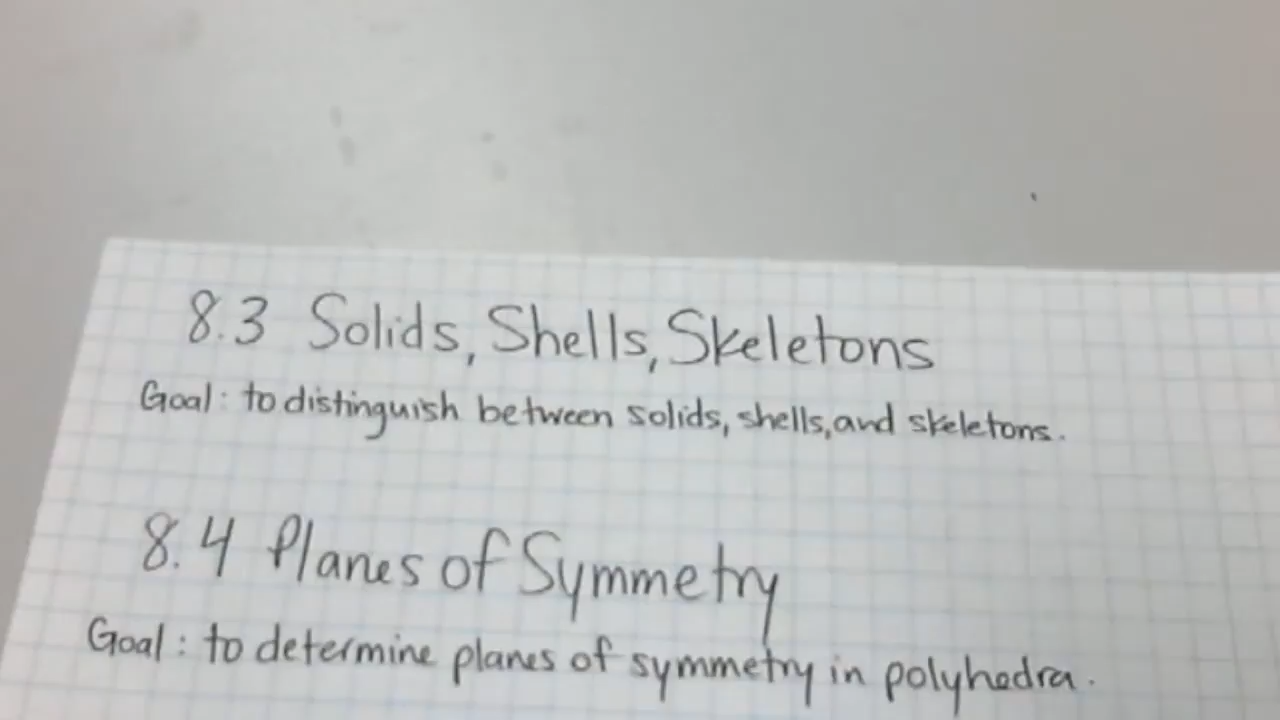 8.3 Solids, Shells, Skeletons
Goal: to distinguish between solids, shells, and skeletons.
8.4 Planes of Symmetry
Goal: to determine planes of symmetry in polyhedra.